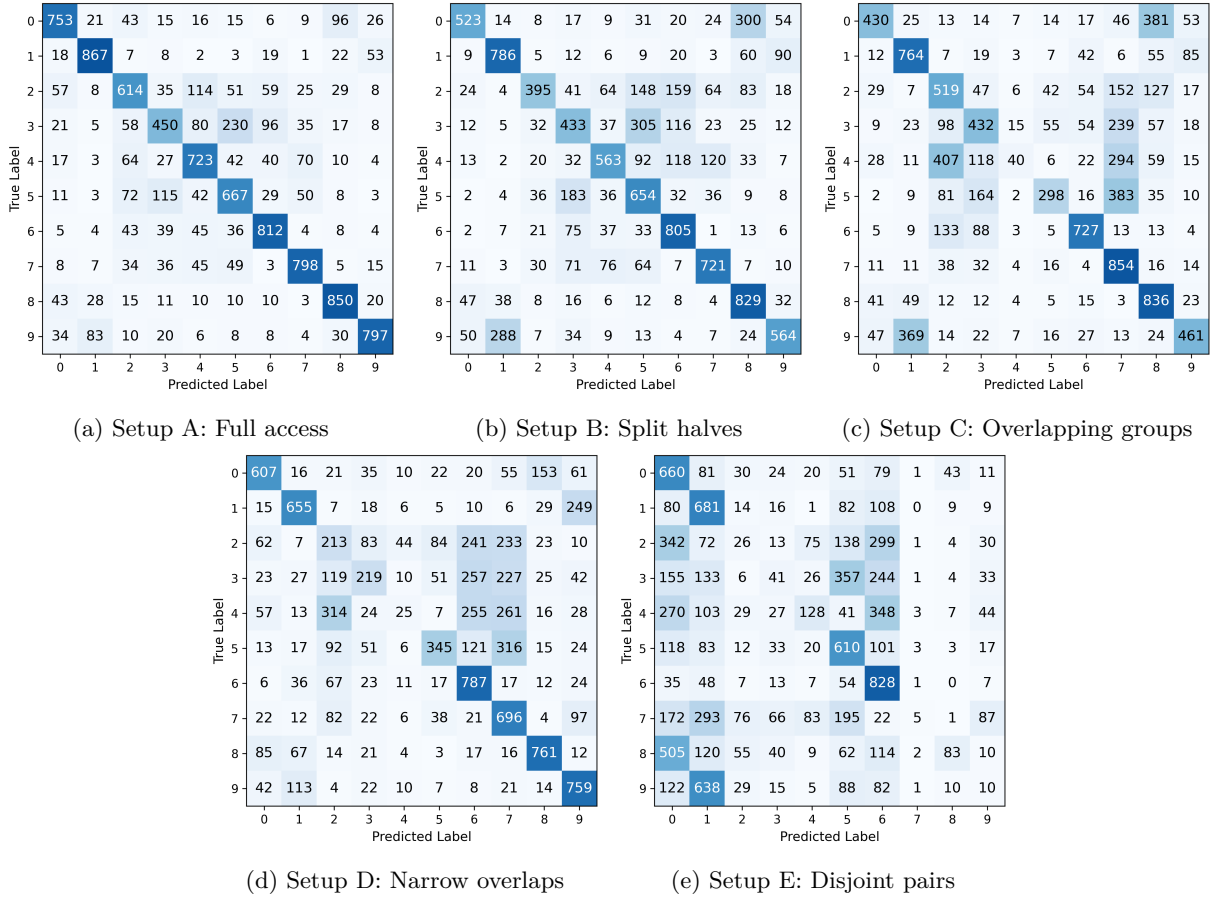 0 753 21 43 15 16 15 6 9 96 26
1 18 867 22 8 2 3 19 1 22 53
2 57 8 614 35 114 51 59 25 29 8
3 21 5 58 450 80 230 96 35 17 8
4 17 3 64 27 723 42 40 70 10 4
5 11 3 72 115 42 667 29 50 8 3
6 5 4 43 39 45 36 812 4 8 4
7 8 7 34 36 45 49 3 798 5 15
8 43 28 15 11 10 10 10 3 850 20
9 34 83 10 20 6 8 8 4 30 797
0 1 2 3 4 5 6 7 8 9
True Label
Predicted Label
(a) Setup A: Full access
0 523 14 8 17 9 31 20 24 300 54
1 9 786 5 12 6 9 20 3 60 90
2 24 4 395 41 64 148 159 64 83 18
3 12 5 32 433 37 305 116 23 25 12
4 13 2 20 32 563 92 118 120 33 7
5 2 4 36 183 36 654 32 36 9 8
6 2 7 21 75 37 33 805 1 13 6
7 11 3 30 71 76 64 7 721 7 10
8 47 38 8 16 6 12 8 4 829 32
9 50 288 7 34 9 13 4 7 24 564
0 1 2 3 4 5 6 7 8 9
True Label
Predicted Label
(b) Setup B: Split halves
0 430 25 13 14 7 14 17 46 381 53
1 12 764 7 19 3 7 42 6 55 85
2 29 7 519 47 6 42 54 152 127 17
3 9 23 98 432 15 55 54 239 57 18
4 28 11 407 118 40 6 22 294 59 15
5 2 9 81 164 2 298 16 383 35 10
6 5 9 133 88 3 5 727 13 13 4
7 11 11 38 32 4 16 4 854 16 14
8 41 49 12 12 4 5 15 3 836 23
9 47 369 14 22 7 16 27 13 24 461
0 1 2 3 4 5 6 7 8 9
True Label
Predicted Label
(c) Setup C: Overlapping groups
0 607 16 21 35 10 22 20 55 153 61
1 15 655 7 18 6 5 10 6 29 249
2 62 7 213 83 44 84 241 233 23 10
3 23 27 119 219 10 51 257 227 25 42
4 57 13 314 24 25 7 255 261 16 28
5 13 17 92 51 6 345 121 316 15 24
6 6 36 67 23 11 17 787 17 12 24
7 22 12 82 22 6 38 21 696 4 97
8 85 67 14 21 4 3 17 16 761 12
9 42 113 4 22 10 7 8 21 14 759
0 1 2 3 4 5 6 7 8 9
True Label
Predicted Label
(d) Setup D: Narrow overlaps
0 660 81 30 24 20 51 79 1 43 11
1 80 681 14 16 1 82 108 0 9 9
2 342 72 26 13 75 138 299 1 4 30
3 155 133 6 41 26 357 244 1 4 33
4 270 103 29 27 128 41 348 3 7 44
5 118 83 12 33 20 610 101 3 3 17
6 35 48 7 13 7 54 828 1 0 7
7 172 293 76 66 83 195 22 5 1 87
8 505 120 55 40 9 62 114 2 83 10
9 122 638 29 15 5 88 82 1 10 10
0 1 2 3 4 5 6 7 8 9
True Label
Predicted Label
(e) Setup E: Disjoint pairs